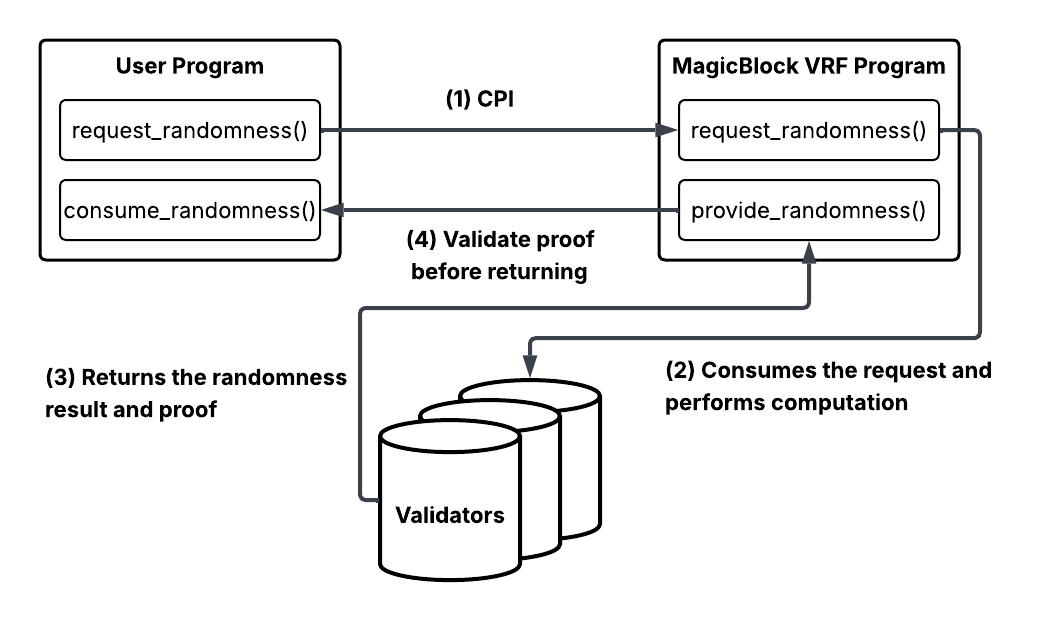 User Program
request_randomness()
consume_randomness()
(1) CPI
MagicBlock VRF Program
request_randomness()
provide_randomness()
(4) Validate proof
before returning
(3) Returns the randomness
result and proof
(2) Consumes the request and
performs computation
Validators